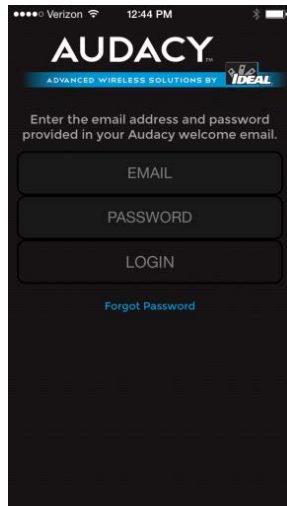 Verizon 12:44 PM
AUDACY™
ADVANCED WIRELESS SOLUTIONS BY IDEAL
Enter the email address and password
provided in your Audacy welcome email.
EMAIL
PASSWORD
LOGIN
Forgot Password